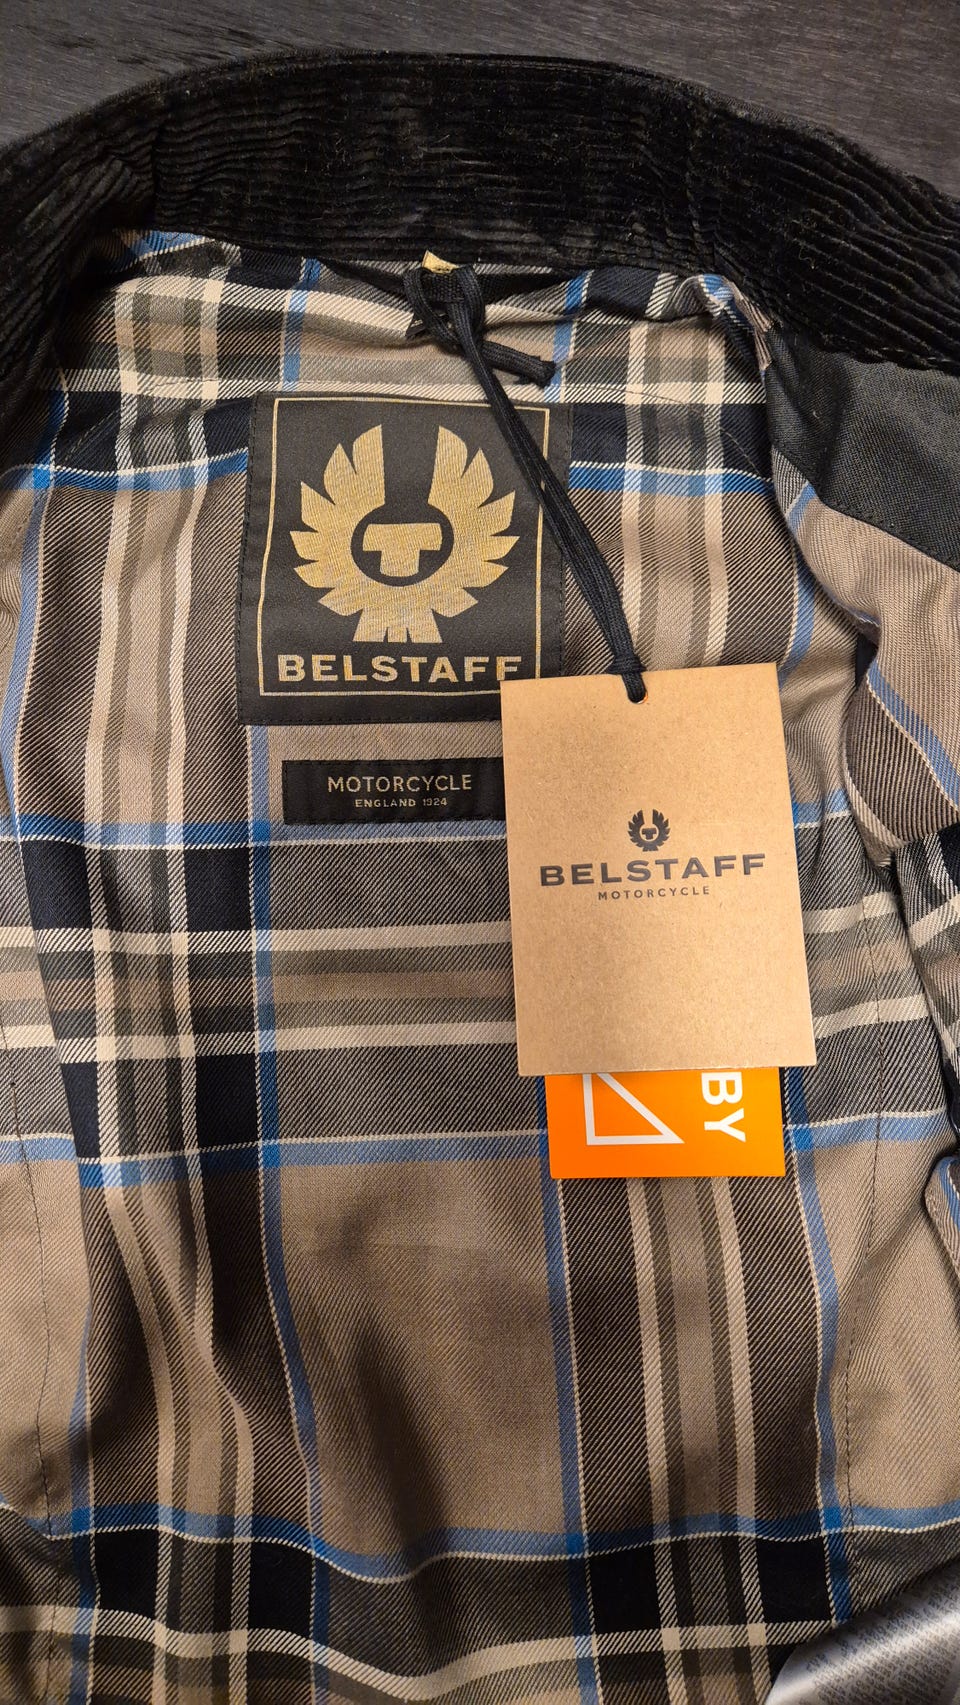 BELSTAFF
MOTORCYCLE
ENGLAND 1924
BELSTAFF
MOTORCYCLE
BY